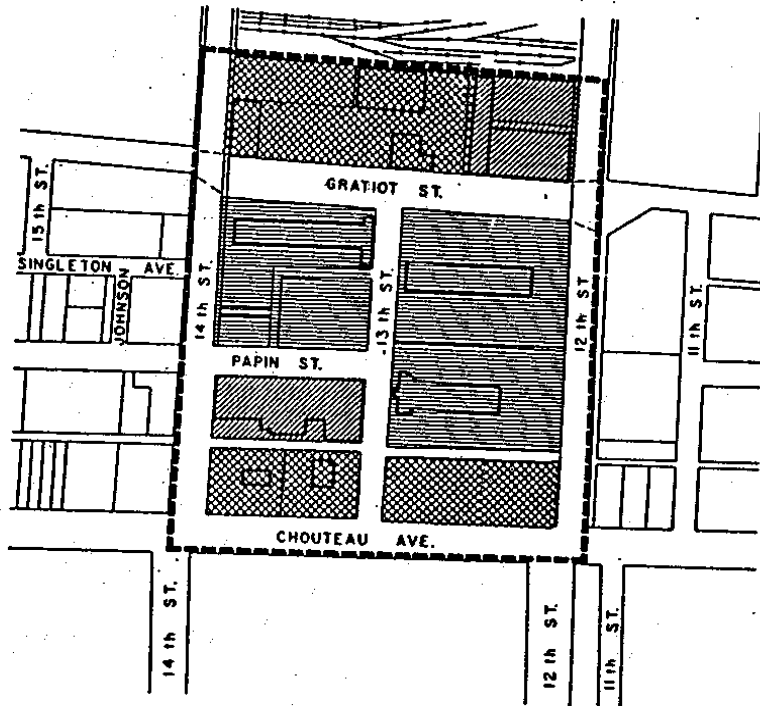 GRATIOT ST.
15 th ST.
SINGLETON AVE.
JOHNSON
14 th ST.
13 th ST.
12 th ST
11 th ST.
PAPIN ST.
CHOUTEAU AVE.
14 th ST.
12 th ST.
11 th ST.